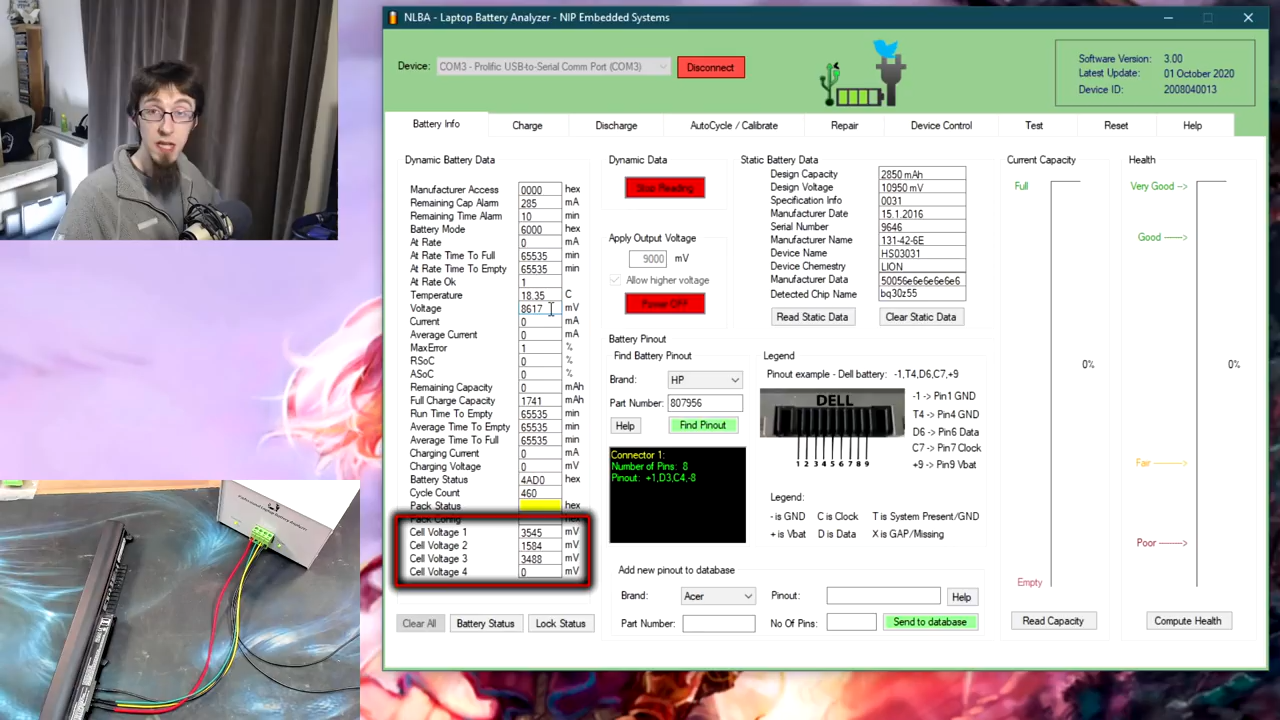 NLBA - Laptop Battery Analyzer - NIP Embedded Systems
Device: COM3 - Prolific USB-to-Serial Comm Port (COM3) Disconnect
Software Version: 3.00
Latest Update: 01 October 2020
Device ID: 2008040013
Battery Info Charge Discharge AutoCycle / Calibrate Repair Device Control Test Reset Help
Dynamic Battery Data
Manufacturer Access 0000 hex
Remaining Cap Alarm 285 mA
Remaining Time Alarm 10 min
Battery Mode 6000 hex
At Rate 0 mA
At Rate Time To Full 65535 min
At Rate Time To Empty 65535 min
At Rate Ok 1
Temperature 18.35 C
Voltage 8617 mV
Current 0 mA
Average Current 0 mA
MaxError 1 %
RSoC 0 %
ASoC 0 %
Remaining Capacity 0 mAh
Full Charge Capacity 1741 mAh
Run Time To Empty 65535 min
Average Time To Empty 65535 min
Average Time To Full 65535 min
Charging Current 0 mA
Charging Voltage 0 mV
Battery Status 4AD0 hex
Cycle Count 460
Pack Status hex
Pack Config hex
Cell Voltage 1 3545 mV
Cell Voltage 2 1584 mV
Cell Voltage 3 3488 mV
Cell Voltage 4 0 mV
Clear All Battery Status Lock Status
Dynamic Data
Stop Reading
Apply Output Voltage
9000 mV
Allow higher voltage
Power OFF
Static Battery Data
Design Capacity 2850 mAh
Design Voltage 10950 mV
Specification Info 0031
Manufacturer Date 15.1.2016
Serial Number 9646
Manufacturer Name 131-42-6E
Device Name HS03031
Device Chemestry LION
Manufacturer Data 50056e6e6e6e6e6
Detected Chip Name bq30z55
Read Static Data Clear Static Data
Battery Pinout
Find Battery Pinout
Brand: HP
Part Number: 807956
Help Find Pinout
Connector 1:
Number of Pins: 8
Pinout: +1,D3,C4,-8
Legend
Pinout example - Dell battery: -1,T4,D6,C7,+9
DELL
1 2 3 4 5 6 7 8 9
-1 -> Pin1 GND
T4 -> Pin4 GND
D6 -> Pin6 Data
C7 -> Pin7 Clock
+9 -> Pin9 Vbat
Legend:
- is GND C is Clock T is System Present/GND
+ is Vbat D is Data X is GAP/Missing
Add new pinout to database
Brand: Acer Pinout: Help
Part Number: No Of Pins: Send to database
Current Capacity
Full
0%
Empty
Read Capacity
Health
Very Good -->
Good ---->
0%
Fair ---->
Poor ---->
Compute Health